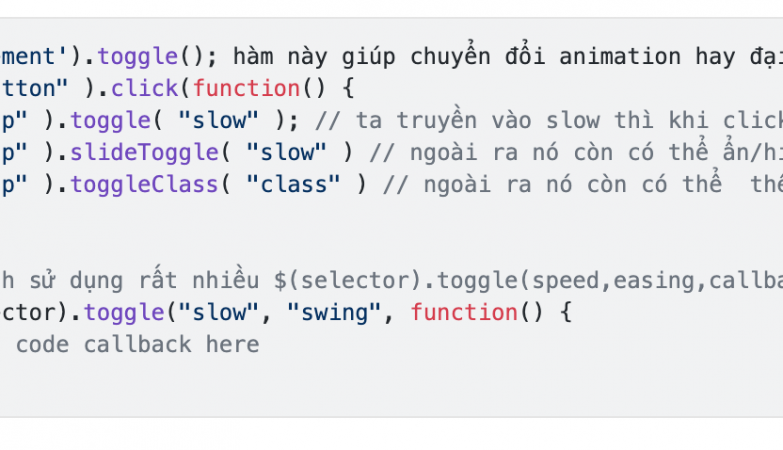 ment').toggle(); hàm này giúp chuyển đổi animation hay đại
tton" ).click(function() {
p" ).toggle( "slow" ); // ta truyền vào slow thì khi click
p" ).slideToggle( "slow" ) // ngoài ra nó còn có thể ẩn/hi
p" ).toggleClass( "class" ) // ngoài ra nó còn có thể  thê
h sử dụng rất nhiều $(selector).toggle(speed,easing,callba
ctor).toggle("slow", "swing", function() {
code callback here